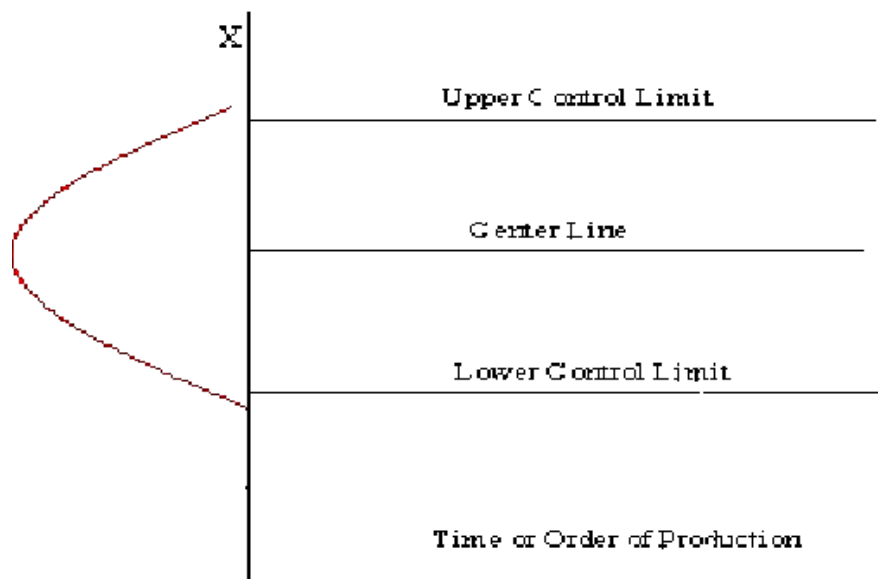 X
Upper Control Limit
Center Line
Lower Control Limit
Time or Order of Production